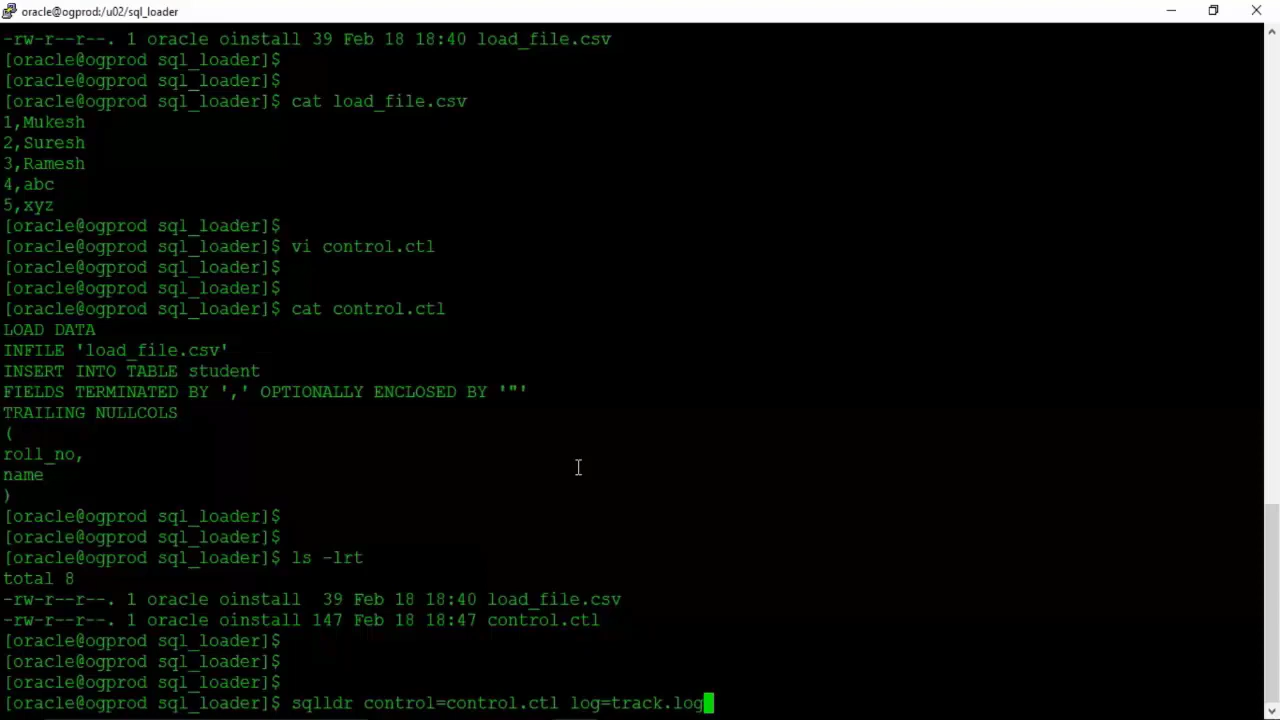 oracle@ogprod:/u02/sql_loader
-rw-r--r--. 1 oracle oinstall 39 Feb 18 18:40 load_file.csv
[oracle@ogprod sql_loader]$
[oracle@ogprod sql_loader]$
[oracle@ogprod sql_loader]$ cat load_file.csv
1,Mukesh
2,Suresh
3,Ramesh
4,abc
5,xyz
[oracle@ogprod sql_loader]$
[oracle@ogprod sql_loader]$ vi control.ctl
[oracle@ogprod sql_loader]$
[oracle@ogprod sql_loader]$
[oracle@ogprod sql_loader]$ cat control.ctl
LOAD DATA
INFILE 'load_file.csv'
INSERT INTO TABLE student
FIELDS TERMINATED BY ',' OPTIONALLY ENCLOSED BY '"'
TRAILING NULLCOLS
(
roll_no,
name
)
[oracle@ogprod sql_loader]$
[oracle@ogprod sql_loader]$
[oracle@ogprod sql_loader]$ ls -lrt
total 8
-rw-r--r--. 1 oracle oinstall  39 Feb 18 18:40 load_file.csv
-rw-r--r--. 1 oracle oinstall 147 Feb 18 18:47 control.ctl
[oracle@ogprod sql_loader]$
[oracle@ogprod sql_loader]$
[oracle@ogprod sql_loader]$
[oracle@ogprod sql_loader]$ sqlldr control=control.ctl log=track.log